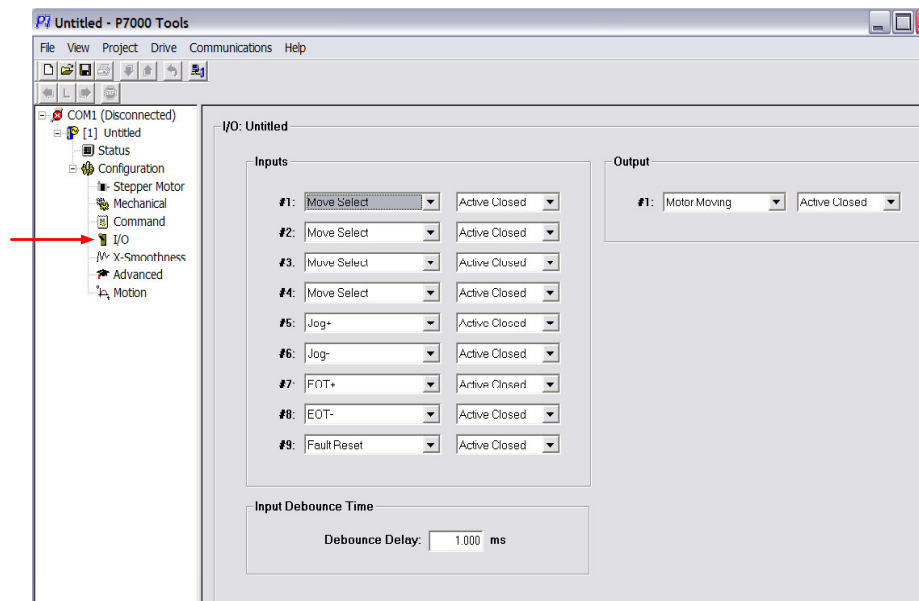 P7 Untitled - P7000 Tools
File View Project Drive Communications Help
L
COM1 (Disconnected)
[1] Untitled
Status
Configuration
Stepper Motor
Mechanical
Command
I/O
X-Smoothness
Advanced
Motion
I/O: Untitled
Inputs
#1: Move Select Active Closed
#2: Move Select Active Closed
#3. Move Select Active Closed
#4: Move Select Active Closed
#5: Jog+ Active Closed
#6: Jog- Active Closed
#7: EOT+ Active Closed
#8: EOT- Active Closed
#9: Fault Reset Active Closed
Output
#1: Motor Moving Active Closed
Input Debounce Time
Debounce Delay: 1.000 ms